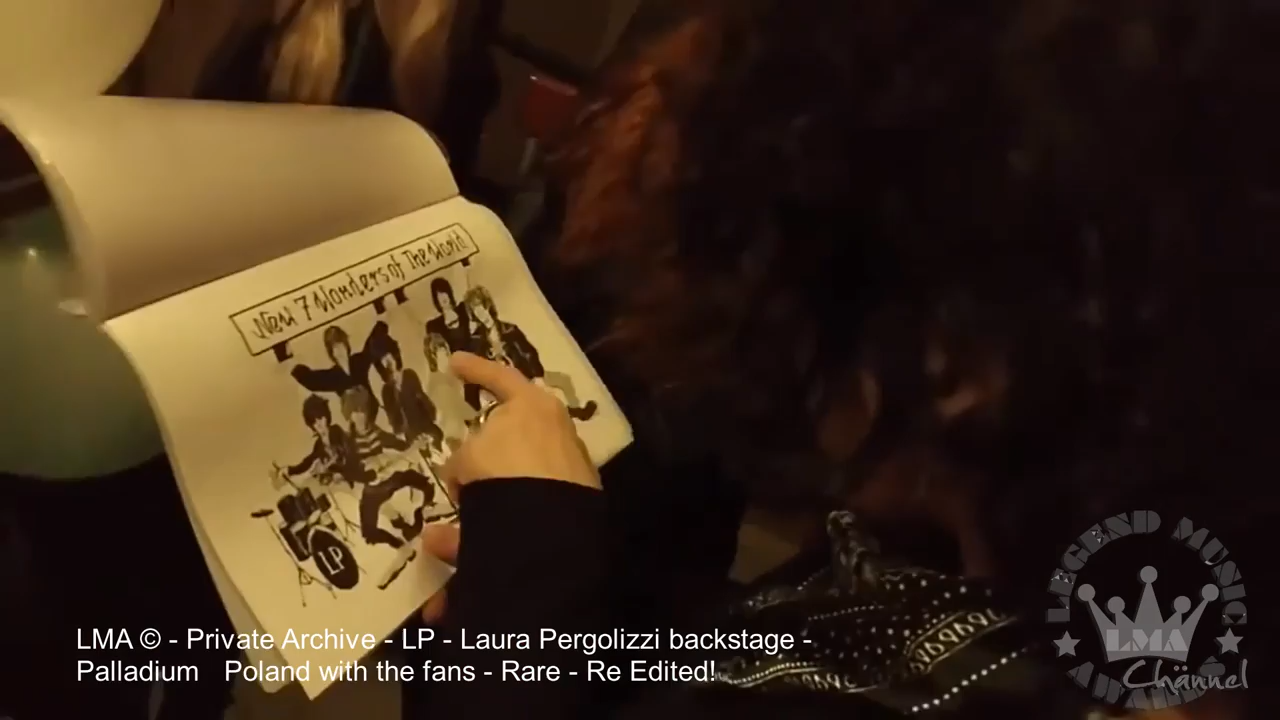 New 7 Wonders of The World
LP
LMA © - Private Archive - LP - Laura Pergolizzi backstage -
Palladium Poland with the fans - Rare - Re Edited!
LEGEND MUSIC
LMA
Channel
AWARDS